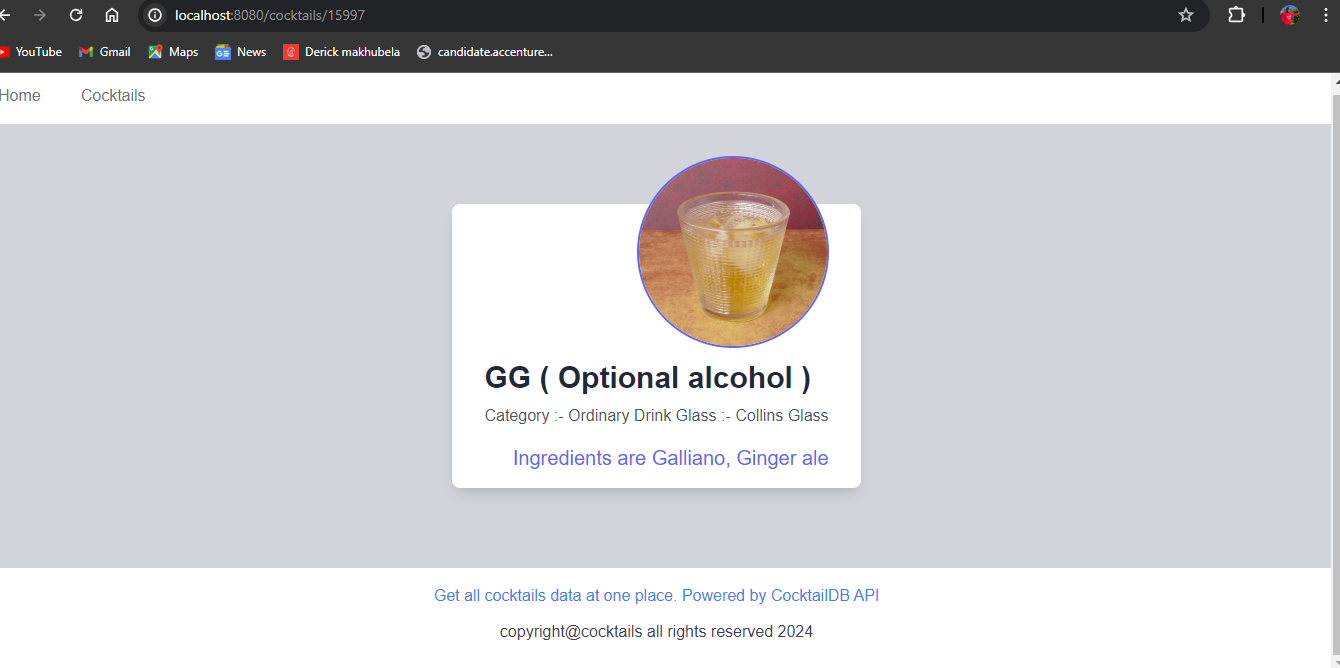 localhost:8080/cocktails/15997
YouTube Gmail Maps News Derick makhubela candidate.accenture...
Home Cocktails
GG ( Optional alcohol )
Category :- Ordinary Drink Glass :- Collins Glass
Ingredients are Galliano, Ginger ale
Get all cocktails data at one place. Powered by CocktailDB API
copyright@cocktails all rights reserved 2024